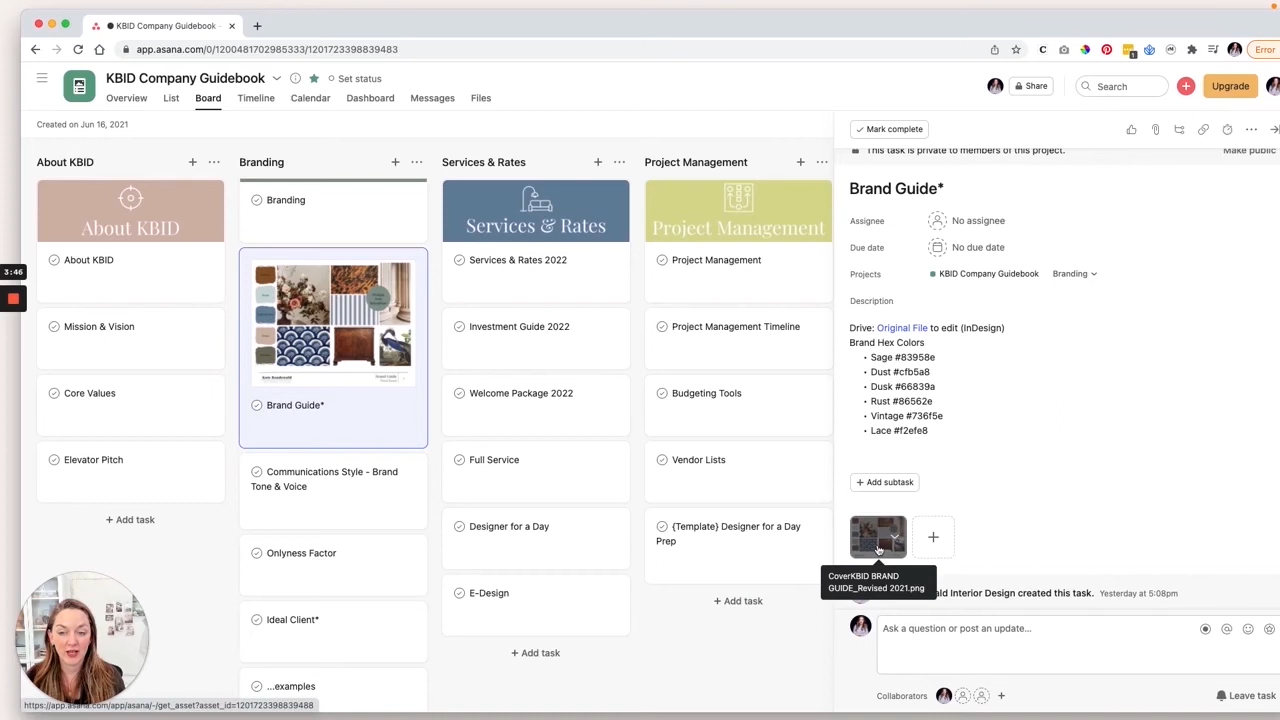 KBID Company Guidebook -
app.asana.com/0/1200481702985333/1201723398839483
Error
KBID Company Guidebook
Set status
Share
Search
Upgrade
Overview
List
Board
Timeline
Calendar
Dashboard
Messages
Files
Created on Jun 16, 2021
Mark complete
This task is private to members of this project.
Make public
About KBID
Branding
Services & Rates
Project Management
About KBID
About KBID
Mission & Vision
Core Values
Elevator Pitch
+ Add task
Branding
Brand Guide*
Communications Style - Brand
Tone & Voice
Onlyness Factor
Ideal Client*
...examples
Services & Rates
Services & Rates 2022
Investment Guide 2022
Welcome Package 2022
Full Service
Designer for a Day
E-Design
+ Add task
Project Management
Project Management
Project Management Timeline
Budgeting Tools
Vendor Lists
{Template} Designer for a Day
Prep
+ Add task
Brand Guide*
Assignee
No assignee
Due date
No due date
Projects
KBID Company Guidebook
Branding
Description
Drive: Original File to edit (InDesign)
Brand Hex Colors
• Sage #83958e
• Dust #cfb5a8
• Dusk #66839a
• Rust #86562e
• Vintage #736f5e
• Lace #f2efe8
+ Add subtask
CoverKBID BRAND
GUIDE_Revised 2021.png
ald Interior Design created this task.
Yesterday at 5:08pm
Ask a question or post an update...
Collaborators
Leave task
3:46
https://app.asana.com/app/asana/-/get_asset?asset_id=1201723398839488